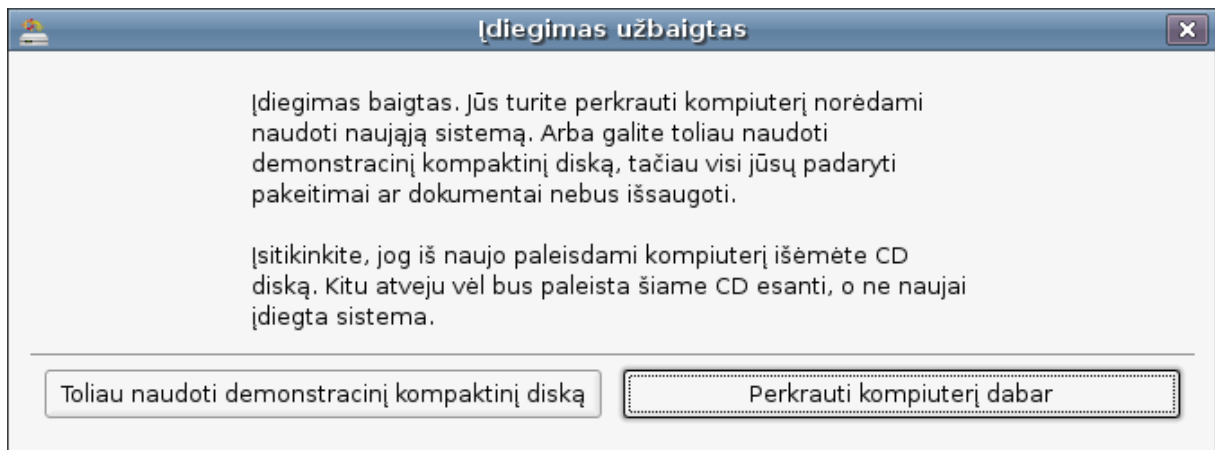 Įdiegimas užbaigtas
Įdiegimas baigtas. Jūs turite perkrauti kompiuterį norėdami
naudoti naująją sistemą. Arba galite toliau naudoti
demonstracinį kompaktinį diską, tačiau visi jūsų padaryti
pakeitimai ar dokumentai nebus išsaugoti.
Įsitikinkite, jog iš naujo paleisdami kompiuterį išėmėte CD
diską. Kitu atveju vėl bus paleista šiame CD esanti, o ne naujai
įdiegta sistema.
Toliau naudoti demonstracinį kompaktinį diską
Perkrauti kompiuterį dabar